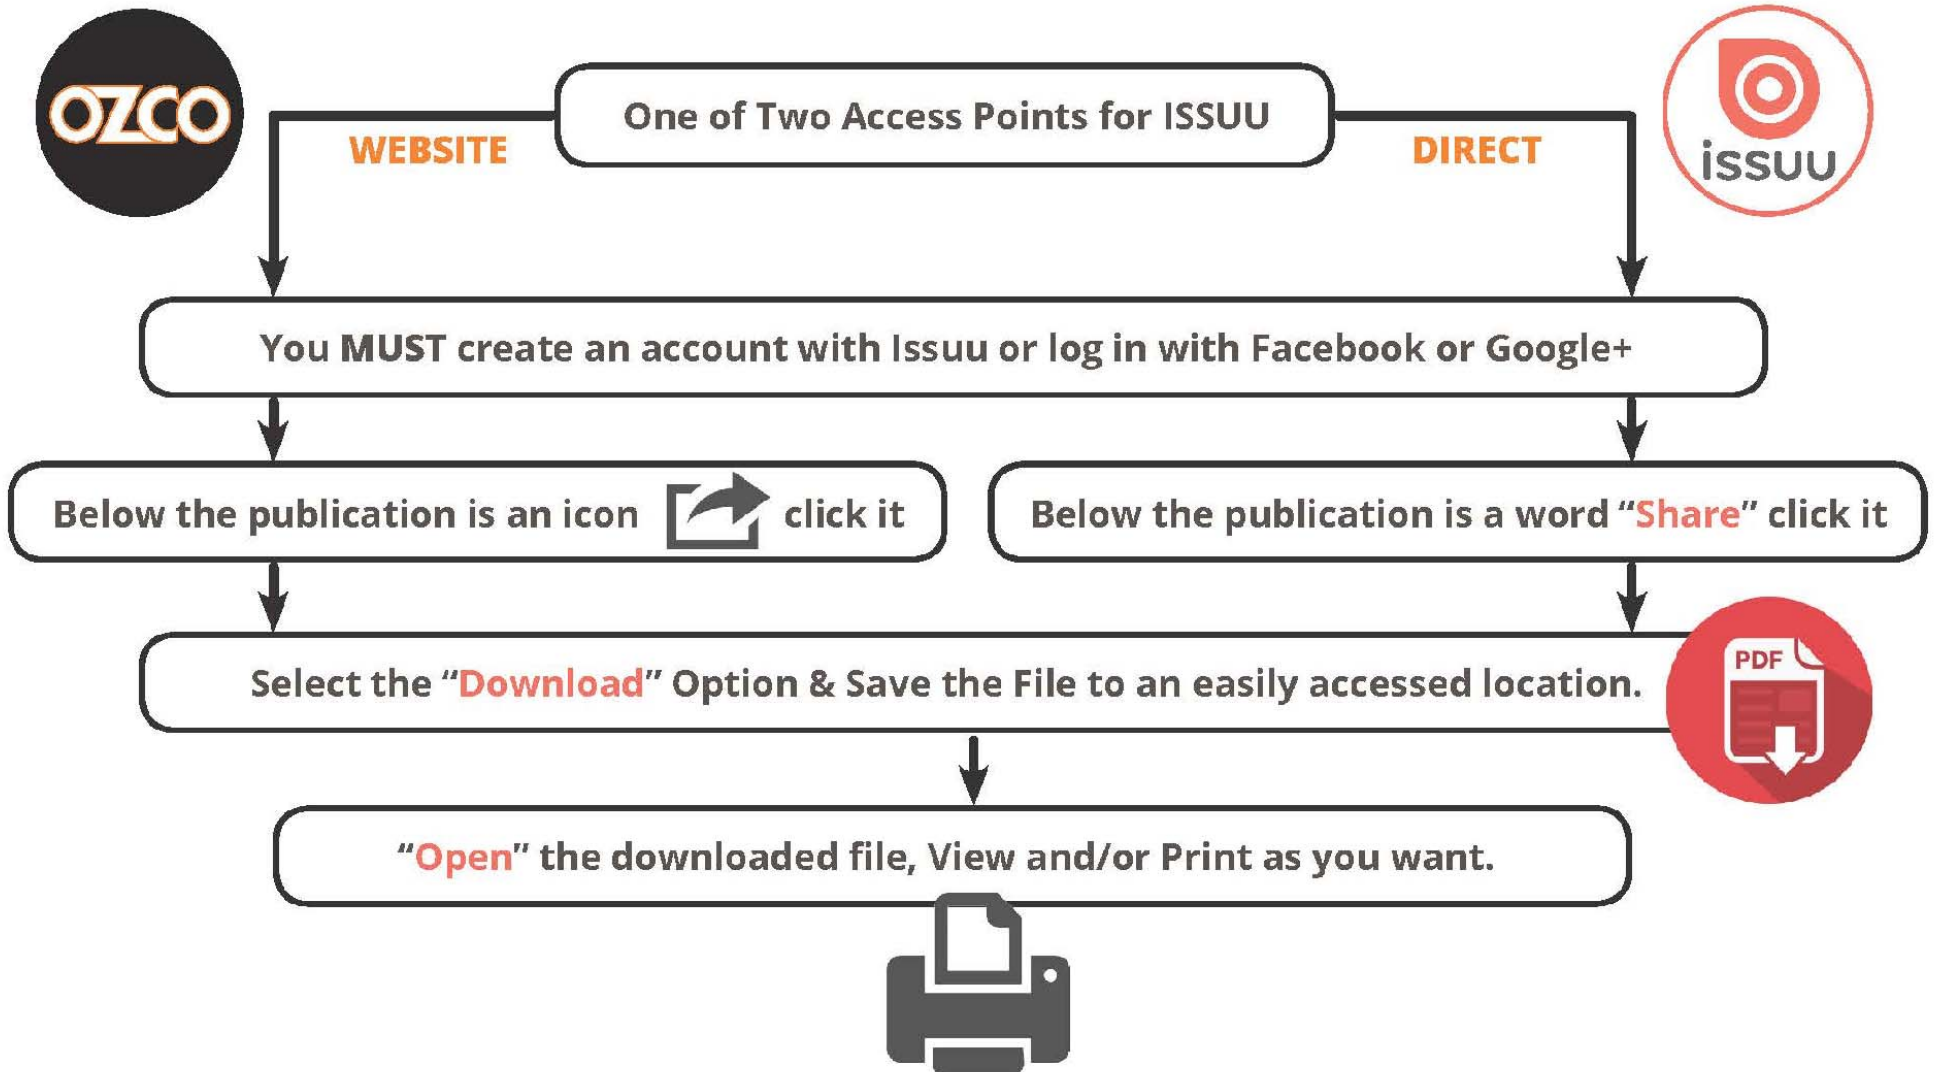 OZCO
One of Two Access Points for ISSUU
WEBSITE
DIRECT
issuu
You MUST create an account with Issuu or log in with Facebook or Google+
Below the publication is an icon click it
Below the publication is a word “Share” click it
Select the “Download” Option & Save the File to an easily accessed location.
PDF
“Open” the downloaded file, View and/or Print as you want.